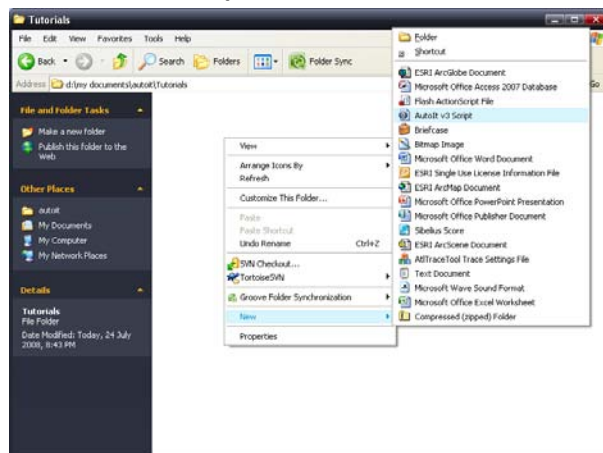 Tutorials
File Edit View Favorites Tools Help
Back Search Folders Folder Sync
Address d:\my documents\autoit\Tutorials Go
File and Folder Tasks
Make a new folder
Publish this folder to the
Web
Other Places
autoit
My Documents
My Computer
My Network Places
Details
Tutorials
File Folder
Date Modified: Today, 24 July
2008, 8:43 PM
View
Arrange Icons By
Refresh
Customize This Folder...
Paste
Paste Shortcut
Undo Rename Ctrl+Z
SVN Checkout...
TortoiseSVN
Groove Folder Synchronization
New
Properties
Folder
Shortcut
ESRI ArcGlobe Document
Microsoft Office Access 2007 Database
Flash ActionScript File
AutoIt v3 Script
Briefcase
Bitmap Image
Microsoft Office Word Document
ESRI Single Use License Information File
ESRI ArcMap Document
Microsoft Office PowerPoint Presentation
Microsoft Office Publisher Document
Sibelius Score
ESRI ArcScene Document
AtlTraceTool Trace Settings File
Text Document
Microsoft Wave Sound Format
Microsoft Office Excel Worksheet
Compressed (zipped) Folder